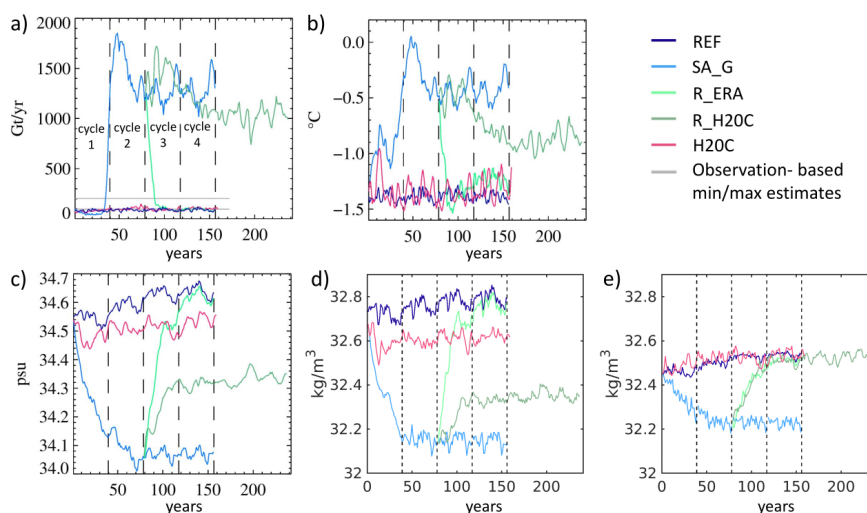 a)
2000
1500
1000
500
0
Gt/yr
cycle 1
cycle 2
cycle 3
cycle 4
50
100
150
200
years
b)
0.0
−0.5
−1.0
−1.5
°C
50
100
150
200
years
REF
SA_G
R_ERA
R_H20C
H20C
Observation- based
min/max estimates
c)
34.7
34.6
34.5
34.4
34.3
34.2
34.1
34.0
psu
50
100
150
200
years
d)
32.8
32.6
32.4
32.2
32
kg/m³
0
50
100
150
200
years
e)
32.8
32.6
32.4
32.2
32
kg/m³
0
50
100
150
200
years